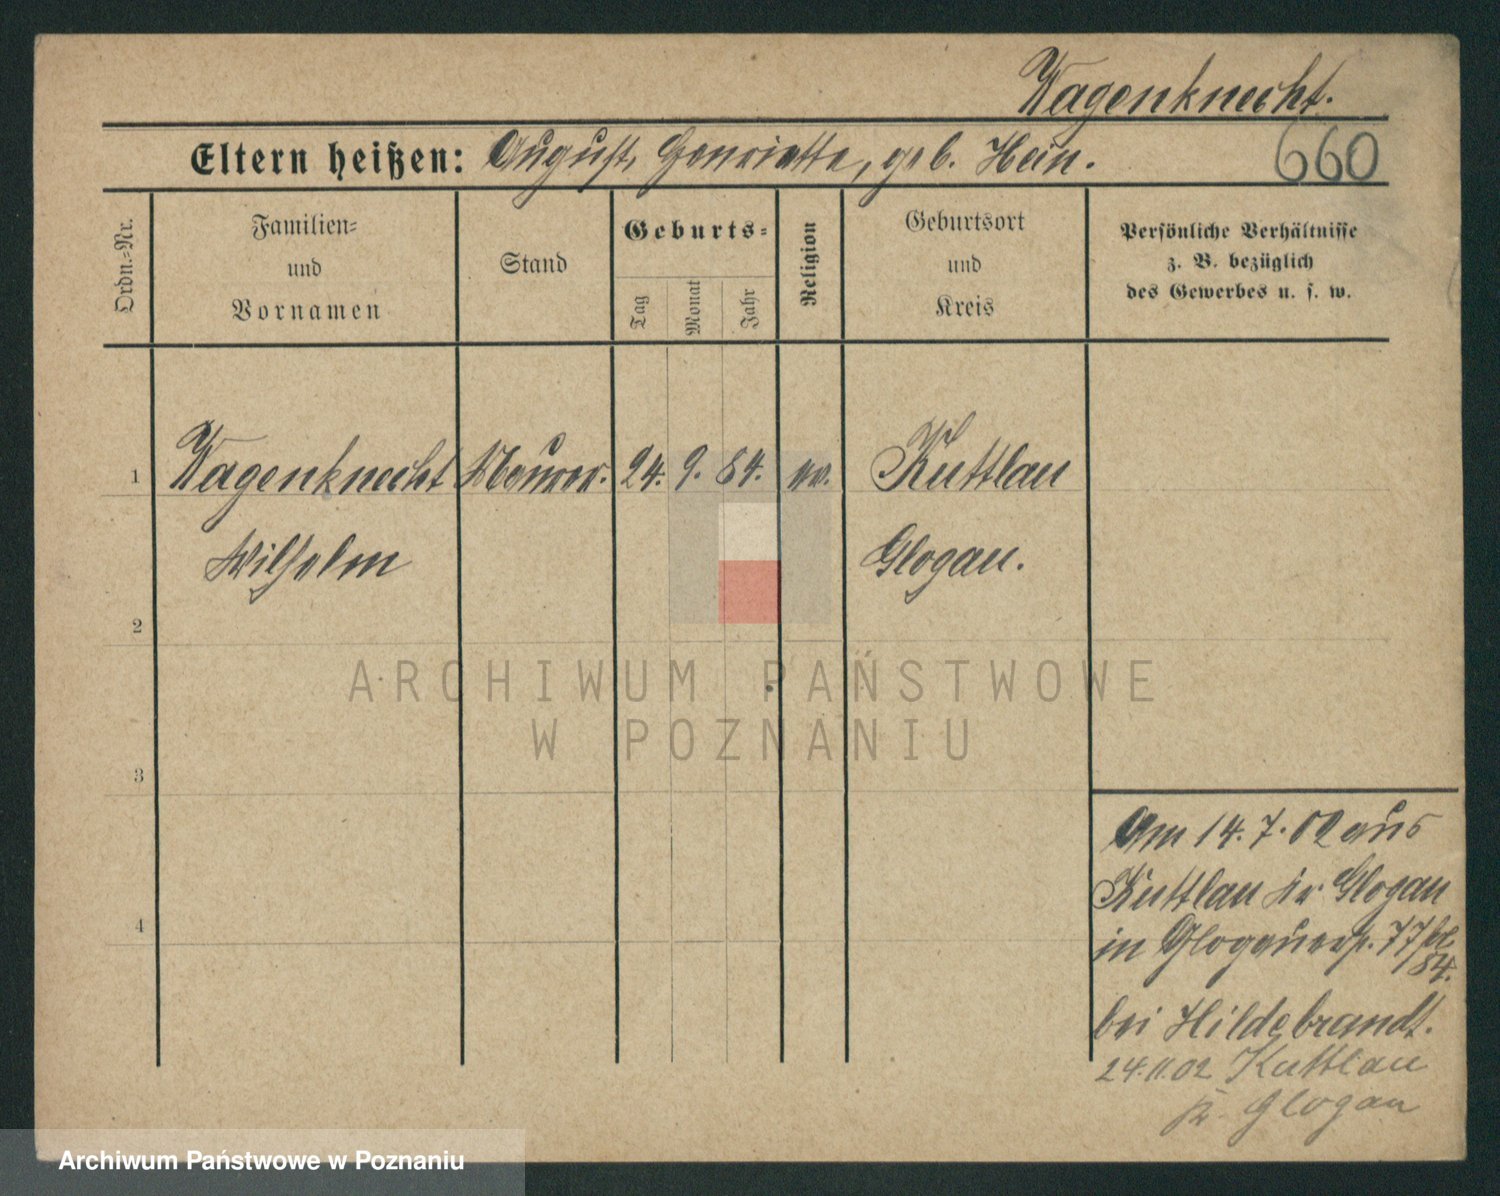 Wagenknecht.
Eltern heißen: August, Henriette, geb. Hein.
660
Ordn.-Nr.
Familien-
und
Vornamen
Stand
Geburts-
Tag
Monat
Jahr
Religion
Geburtsort
und
Kreis
Persönliche Verhältnisse
z. B. bezüglich
des Gewerbes u. s. w.
1 Wagenknecht Maurer. 24. 9. 84. ev. Kuttlau
Wilhelm Glogau.
2
ARCHIWUM PAŃSTWOWE
W POZNANIU
3
Am 14.7.02 aus
Kuttlau Kr Glogau
4
in Glogauerstr. 77
84.
bei Hildebrandt.
24.11.02 Kuttlau
Glogau
Archiwum Państwowe w Poznaniu